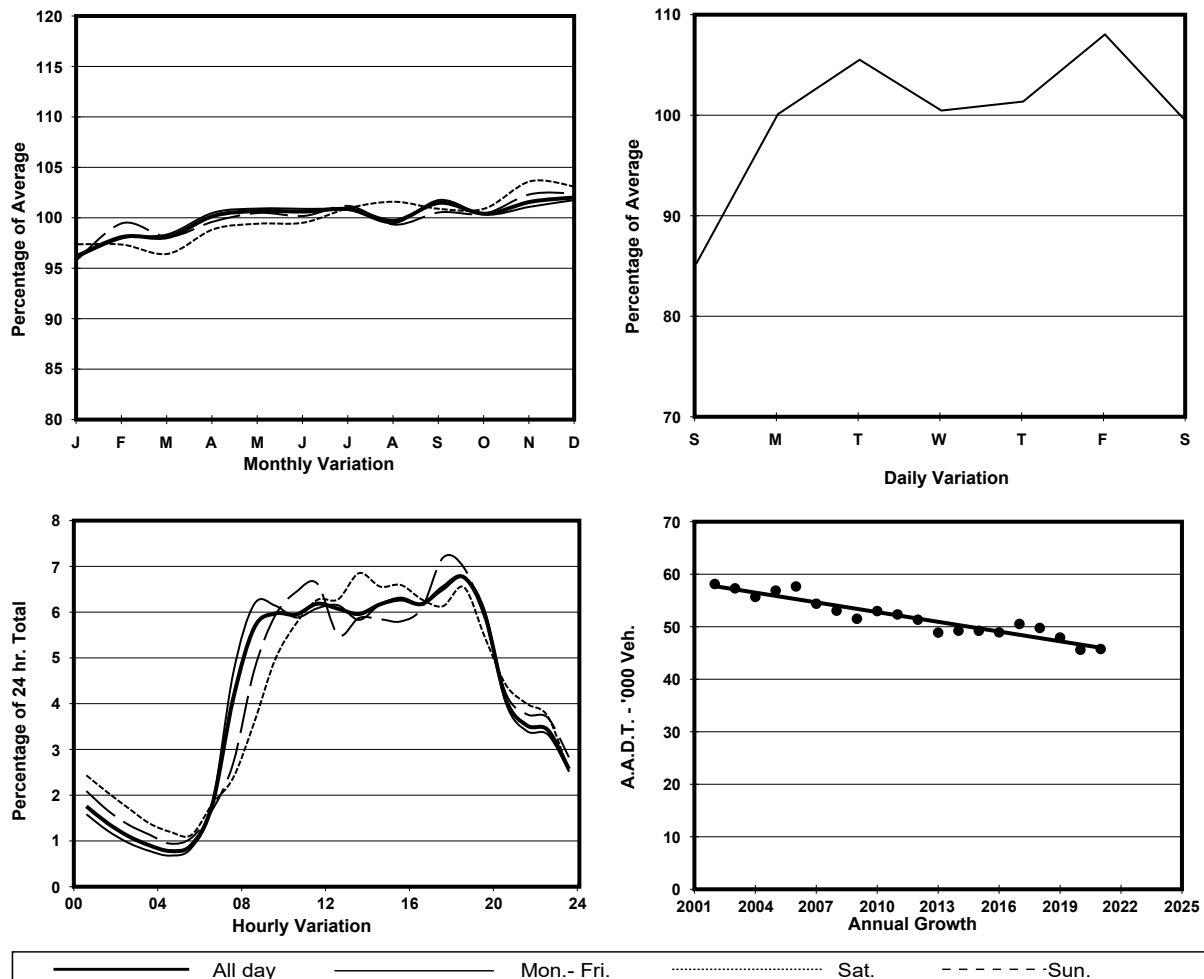 120
115
110
105
100
95
90
85
80
Percentage of Average
J F M A M J J A S O N D
Monthly Variation
110
100
90
80
70
Percentage of Average
S M T W T F S
Daily Variation
8
7
6
5
4
3
2
1
0
Percentage of 24 hr. Total
00 04 08 12 16 20 24
Hourly Variation
70
60
50
40
30
20
10
0
A.A.D.T. - '000 Veh.
2001 2004 2007 2010 2013 2016 2019 2022 2025
Annual Growth
All day Mon.- Fri. Sat. Sun.